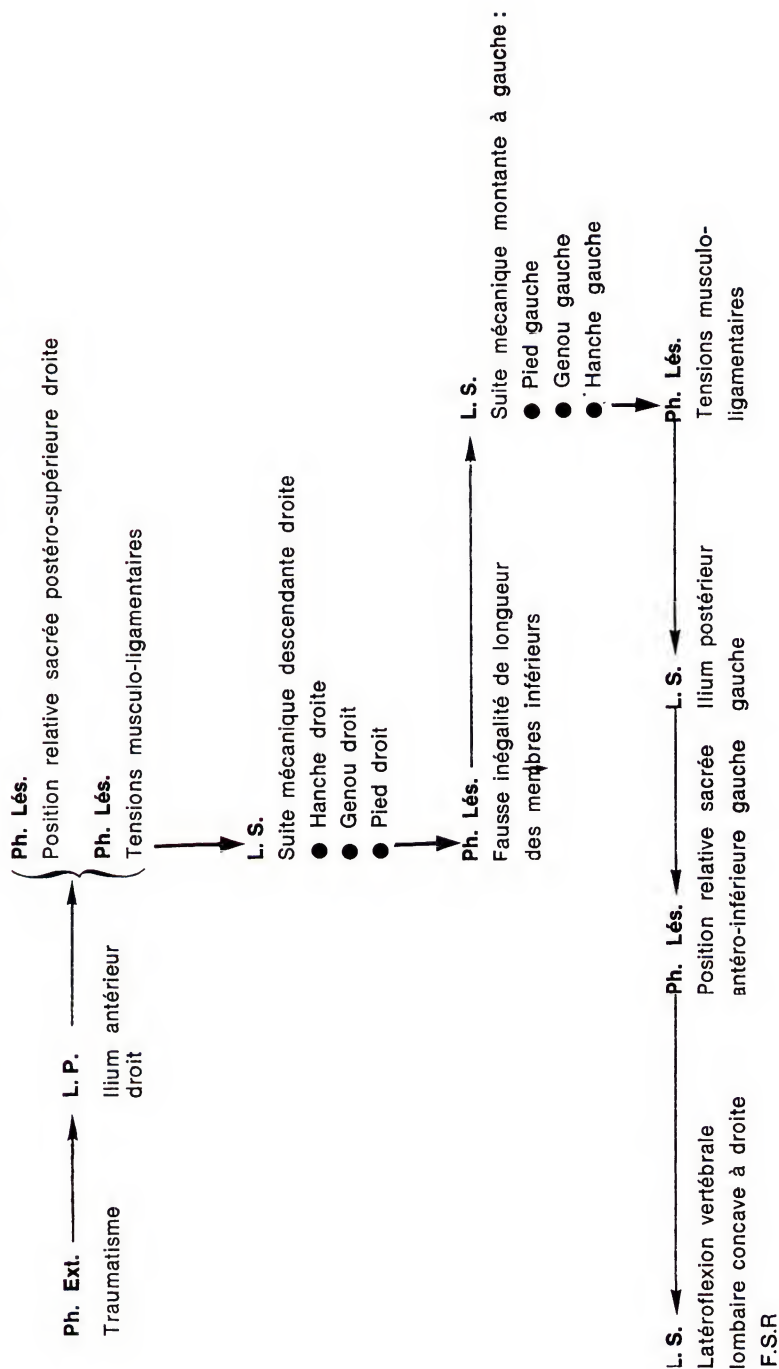 Ph. Ext.
Traumatisme
L. P.
Ilium antérieur
droit
Ph. Lés.
Position relative sacrée postéro-supérieure droite
Ph. Lés.
Tensions musculo-ligamentaires
L. S.
Suite mécanique descendante droite
● Hanche droite
● Genou droit
● Pied droit
Ph. Lés.
Fausse inégalité de longueur
des membres inférieurs
L. S.
Suite mécanique montante à gauche :
● Pied gauche
● Genou gauche
● Hanche gauche
Ph. Lés.
Tensions musculo-
ligamentaires
L. S.
Ilium postérieur
gauche
Ph. Lés.
Position relative sacrée
antéro-inférieure gauche
L. S.
Latéroflexion vertébrale
lombaire concave à droite
F.S.R